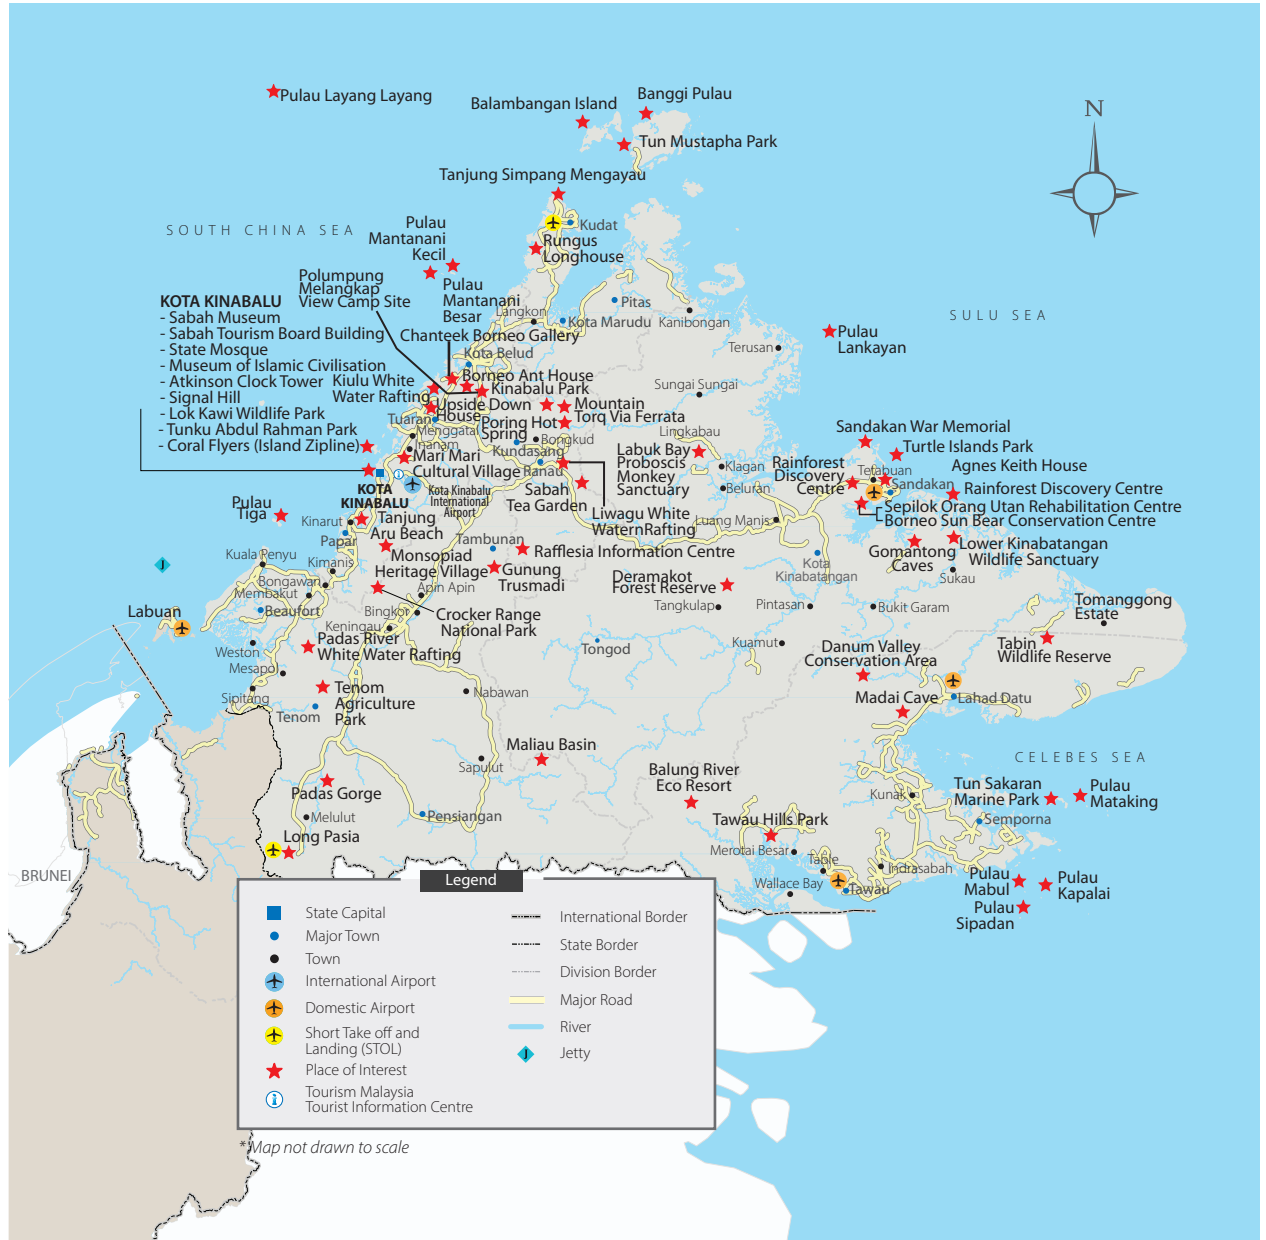 Pulau Layang Layang
Balambangan Island
Banggi Pulau
Tun Mustapha Park
N
Tanjung Simpang Mengayau
SOUTH CHINA SEA
Pulau
Mantanani
Kecil
Kudat
Rungus
Longhouse
Polumpung
Melangkap
View Camp Site
Pulau
Mantanani
Besar
Langkon
Pitas
Kota Marudu
Kanibongan
SULU SEA
KOTA KINABALU
- Sabah Museum
- Sabah Tourism Board Building
- State Mosque
- Museum of Islamic Civilisation
- Atkinson Clock Tower
- Signal Hill
- Lok Kawi Wildlife Park
- Tunku Abdul Rahman Park
- Coral Flyers (Island Zipline)
Chanteek Borneo Gallery
Kota Belud
Terusan
Pulau
Lankayan
Kiulu White
Water Rafting
Borneo Ant House
Kinabalu Park
Sungai Sungai
Upside Down
House
Mountain
Torq Via Ferrata
Tuaran
Menggatal
Inanam
Poring Hot
Spring
Bongkud
Kundasang
Ranau
Lingkabau
Sandakan War Memorial
Turtle Islands Park
Mari Mari
Cultural Village
Labuk Bay
Proboscis
Monkey
Sanctuary
Klagan
Beluran
Rainforest
Discovery
Centre
Tetabuan
Sandakan
Agnes Keith House
Rainforest Discovery Centre
KOTA
KINABALU
Kota Kinabalu
International
Airport
Sabah
Tea Garden
Liwagu White
WaternRafting
Luang Manis
Sepilok Orang Utan Rehabilitation Centre
Borneo Sun Bear Conservation Centre
Pulau
Tiga
Kinarut
Papar
Tanjung
Aru Beach
Tambunan
Rafflesia Information Centre
Gomantong
Caves
Lower Kinabatangan
Wildlife Sanctuary
J
Kuala Penyu
Kimanis
Monsopiad
Heritage Village
Gunung
Trusmadi
Deramakot
Forest Reserve
Kota
Kinabatangan
Sukau
Bongawan
Membakut
Apin Apin
Labuan
Beaufort
Bingkor
Keningau
Crocker Range
National Park
Tangkulap
Pintasan
Bukit Garam
Tomanggong
Estate
Weston
Mesapol
Padas River
White Water Rafting
Tongod
Kuamut
Danum Valley
Conservation Area
Tabin
Wildlife Reserve
Sipitang
Tenom
Tenom
Agriculture
Park
Nabawan
Madai Cave
Lahad Datu
Maliau Basin
Sapulut
Balung River
Eco Resort
CELEBES SEA
Padas Gorge
Kunak
Tun Sakaran
Marine Park
Pulau
Mataking
Melulut
Pensiangan
Tawau Hills Park
Semporna
Long Pasia
Merotai Besar
Table
Indrasabah
BRUNEI
Wallace Bay
Tawau
Pulau
Mabul
Pulau
Kapalai
Pulau
Sipadan
Legend
State Capital
Major Town
Town
International Airport
Domestic Airport
Short Take off and
Landing (STOL)
Place of Interest
Tourism Malaysia
Tourist Information Centre
International Border
State Border
Division Border
Major Road
River
J
Jetty
* Map not drawn to scale